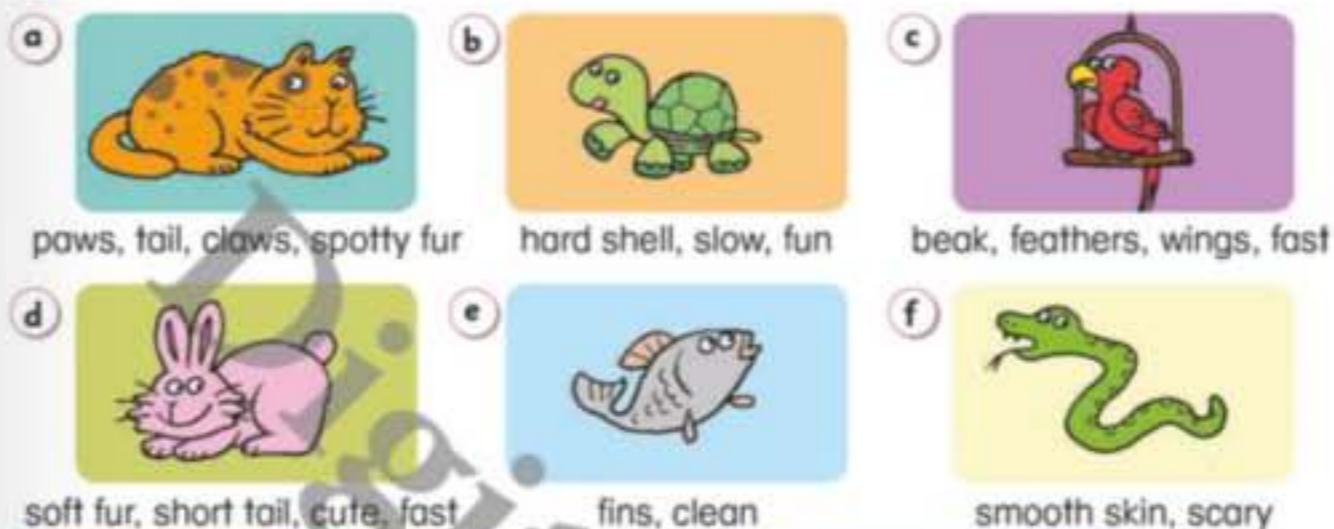 a
b
c
paws, tail, claws, spotty fur
hard shell, slow, fun
beak, feathers, wings, fast
d
e
f
soft fur, short tail, cute, fast
fins, clean
smooth skin, scary